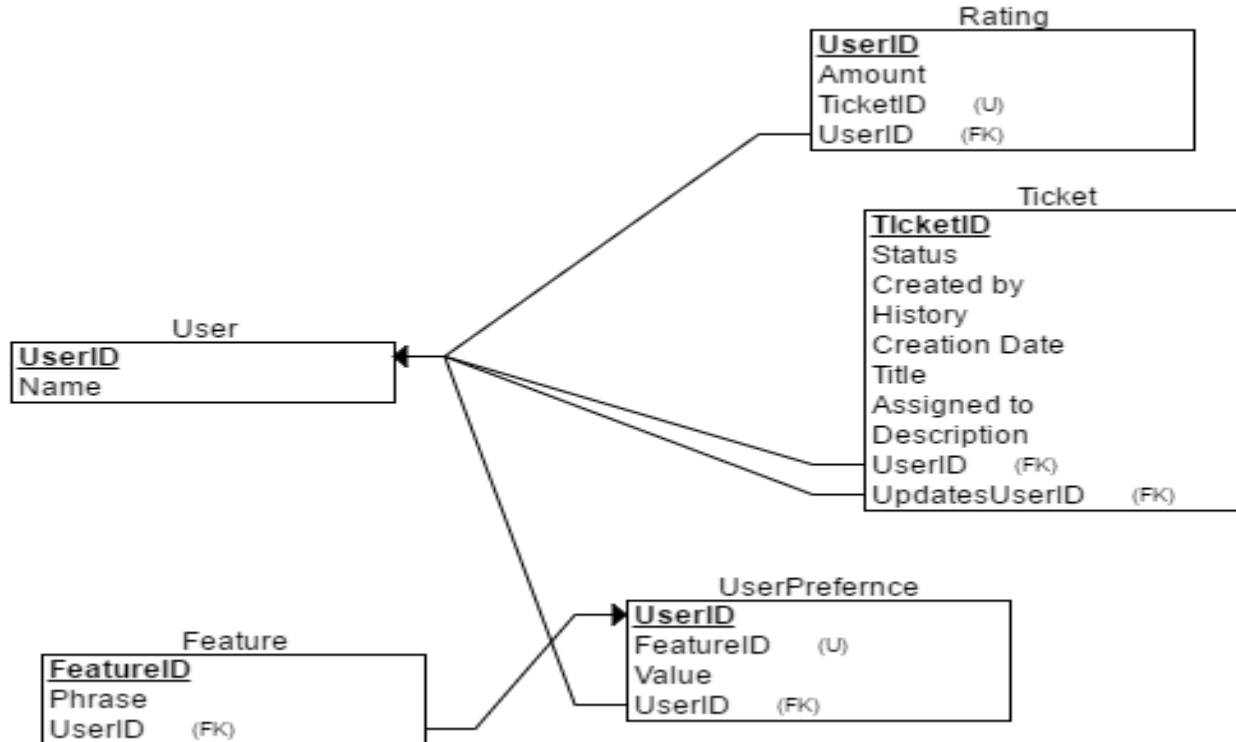 Rating
UserID
Amount
TicketID (U)
UserID (FK)
Ticket
TIcketID
Status
Created by
History
Creation Date
Title
Assigned to
Description
UserID (FK)
UpdatesUserID (FK)
User
UserID
Name
UserPrefernce
UserID
FeatureID (U)
Value
UserID (FK)
Feature
FeatureID
Phrase
UserID (FK)